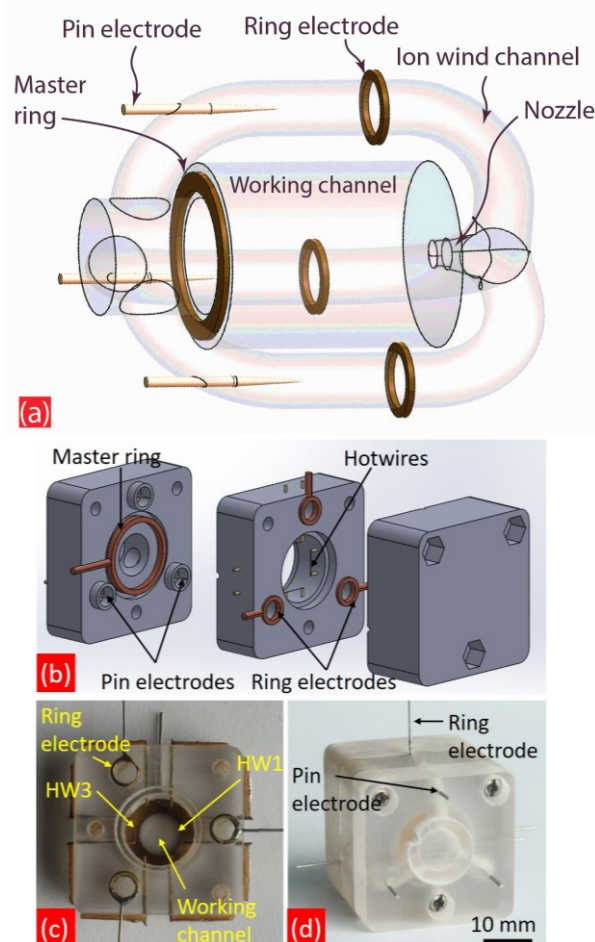 Pin electrode
Ring electrode
Ion wind channel
Master
ring
Nozzle
Working channel
(a)
Master ring
Hotwires
(b)
Pin electrodes
Ring electrodes
Ring
electrode
HW1
HW3
Working
channel
(c)
Ring
electrode
Pin
electrode
(d)
10 mm